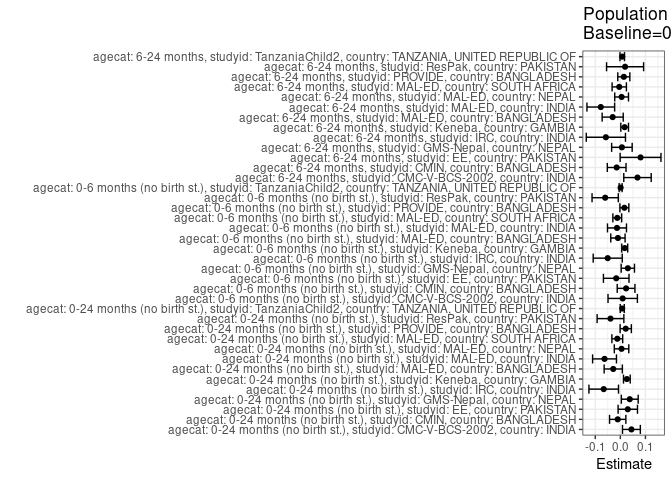 Population
Baseline=0
agecat: 6-24 months, studyid: TanzaniaChild2, country: TANZANIA, UNITED REPUBLIC OF
agecat: 6-24 months, studyid: ResPak, country: PAKISTAN
agecat: 6-24 months, studyid: PROVIDE, country: BANGLADESH
agecat: 6-24 months, studyid: MAL-ED, country: SOUTH AFRICA
agecat: 6-24 months, studyid: MAL-ED, country: NEPAL
agecat: 6-24 months, studyid: MAL-ED, country: INDIA
agecat: 6-24 months, studyid: MAL-ED, country: BANGLADESH
agecat: 6-24 months, studyid: Keneba, country: GAMBIA
agecat: 6-24 months, studyid: IRC, country: INDIA
agecat: 6-24 months, studyid: GMS-Nepal, country: NEPAL
agecat: 6-24 months, studyid: EE, country: PAKISTAN
agecat: 6-24 months, studyid: CMIN, country: BANGLADESH
agecat: 6-24 months, studyid: CMC-V-BCS-2002, country: INDIA
agecat: 0-6 months (no birth st.), studyid: TanzaniaChild2, country: TANZANIA, UNITED REPUBLIC OF
agecat: 0-6 months (no birth st.), studyid: ResPak, country: PAKISTAN
agecat: 0-6 months (no birth st.), studyid: PROVIDE, country: BANGLADESH
agecat: 0-6 months (no birth st.), studyid: MAL-ED, country: SOUTH AFRICA
agecat: 0-6 months (no birth st.), studyid: MAL-ED, country: INDIA
agecat: 0-6 months (no birth st.), studyid: MAL-ED, country: BANGLADESH
agecat: 0-6 months (no birth st.), studyid: Keneba, country: GAMBIA
agecat: 0-6 months (no birth st.), studyid: IRC, country: INDIA
agecat: 0-6 months (no birth st.), studyid: GMS-Nepal, country: NEPAL
agecat: 0-6 months (no birth st.), studyid: EE, country: PAKISTAN
agecat: 0-6 months (no birth st.), studyid: CMIN, country: BANGLADESH
agecat: 0-6 months (no birth st.), studyid: CMC-V-BCS-2002, country: INDIA
agecat: 0-24 months (no birth st.), studyid: TanzaniaChild2, country: TANZANIA, UNITED REPUBLIC OF
agecat: 0-24 months (no birth st.), studyid: ResPak, country: PAKISTAN
agecat: 0-24 months (no birth st.), studyid: PROVIDE, country: BANGLADESH
agecat: 0-24 months (no birth st.), studyid: MAL-ED, country: SOUTH AFRICA
agecat: 0-24 months (no birth st.), studyid: MAL-ED, country: NEPAL
agecat: 0-24 months (no birth st.), studyid: MAL-ED, country: INDIA
agecat: 0-24 months (no birth st.), studyid: MAL-ED, country: BANGLADESH
agecat: 0-24 months (no birth st.), studyid: Keneba, country: GAMBIA
agecat: 0-24 months (no birth st.), studyid: IRC, country: INDIA
agecat: 0-24 months (no birth st.), studyid: GMS-Nepal, country: NEPAL
agecat: 0-24 months (no birth st.), studyid: EE, country: PAKISTAN
agecat: 0-24 months (no birth st.), studyid: CMIN, country: BANGLADESH
agecat: 0-24 months (no birth st.), studyid: CMC-V-BCS-2002, country: INDIA
-0.1 0.0 0.1
Estimate